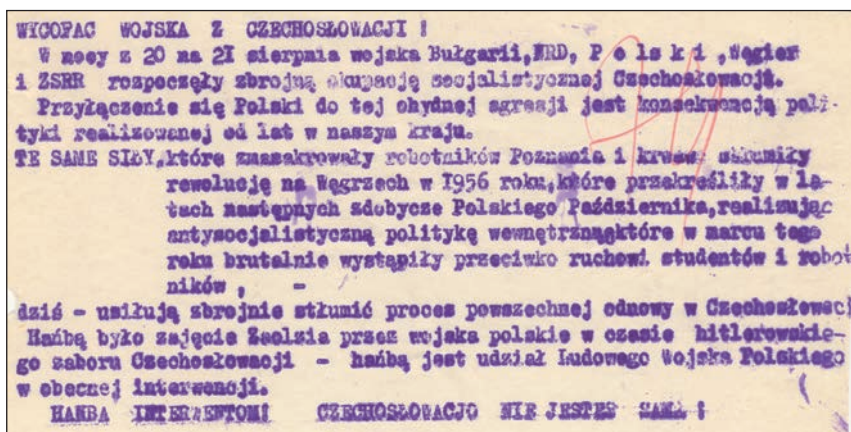 WYCOFAC WOJSKA Z CZECHOSŁOWACJI !
W nocy z 20 na 2I sierpnia wojska Bułgarii,NRD, P o l s k i ,Węgier
i ZSRR rozpoczęły zbrojną okupację socjalistycznej Czechosłowacji.
Przyłączenie się Polski do tej ohydnej agresji jest konsekwencją poli-
tyki realizowanej od lat w naszym kraju.
TE SAME SIŁY,które zmasakrowały robotników Poznania i krwawo stłumiły
rewolucję na Węgrzech w I956 roku,które przekreśliły w la-
tach następnych zdobycze Polskiego Października,realizując
antysocjalistyczną politykę wewnętrznąktóre w marcu tego
roku brutalnie wystąpiły przeciwko ruchowi studentów i robot
ników , -
dziś - usiłują zbrojnie stłumić proces powszechnej odnowy w Czechosłowacj
Hańbą było zajęcie Zaolzia przez wojska polskie w czasie hitlerowskie-
go zaboru Czechosłowacji - hańbą jest udział Ludowego Wojska Polskiego
w obecnej interwencji.
HAŃBA INTERWENTOM! CZECHOSŁOWACJO NIE JESTEŚ SAMA !